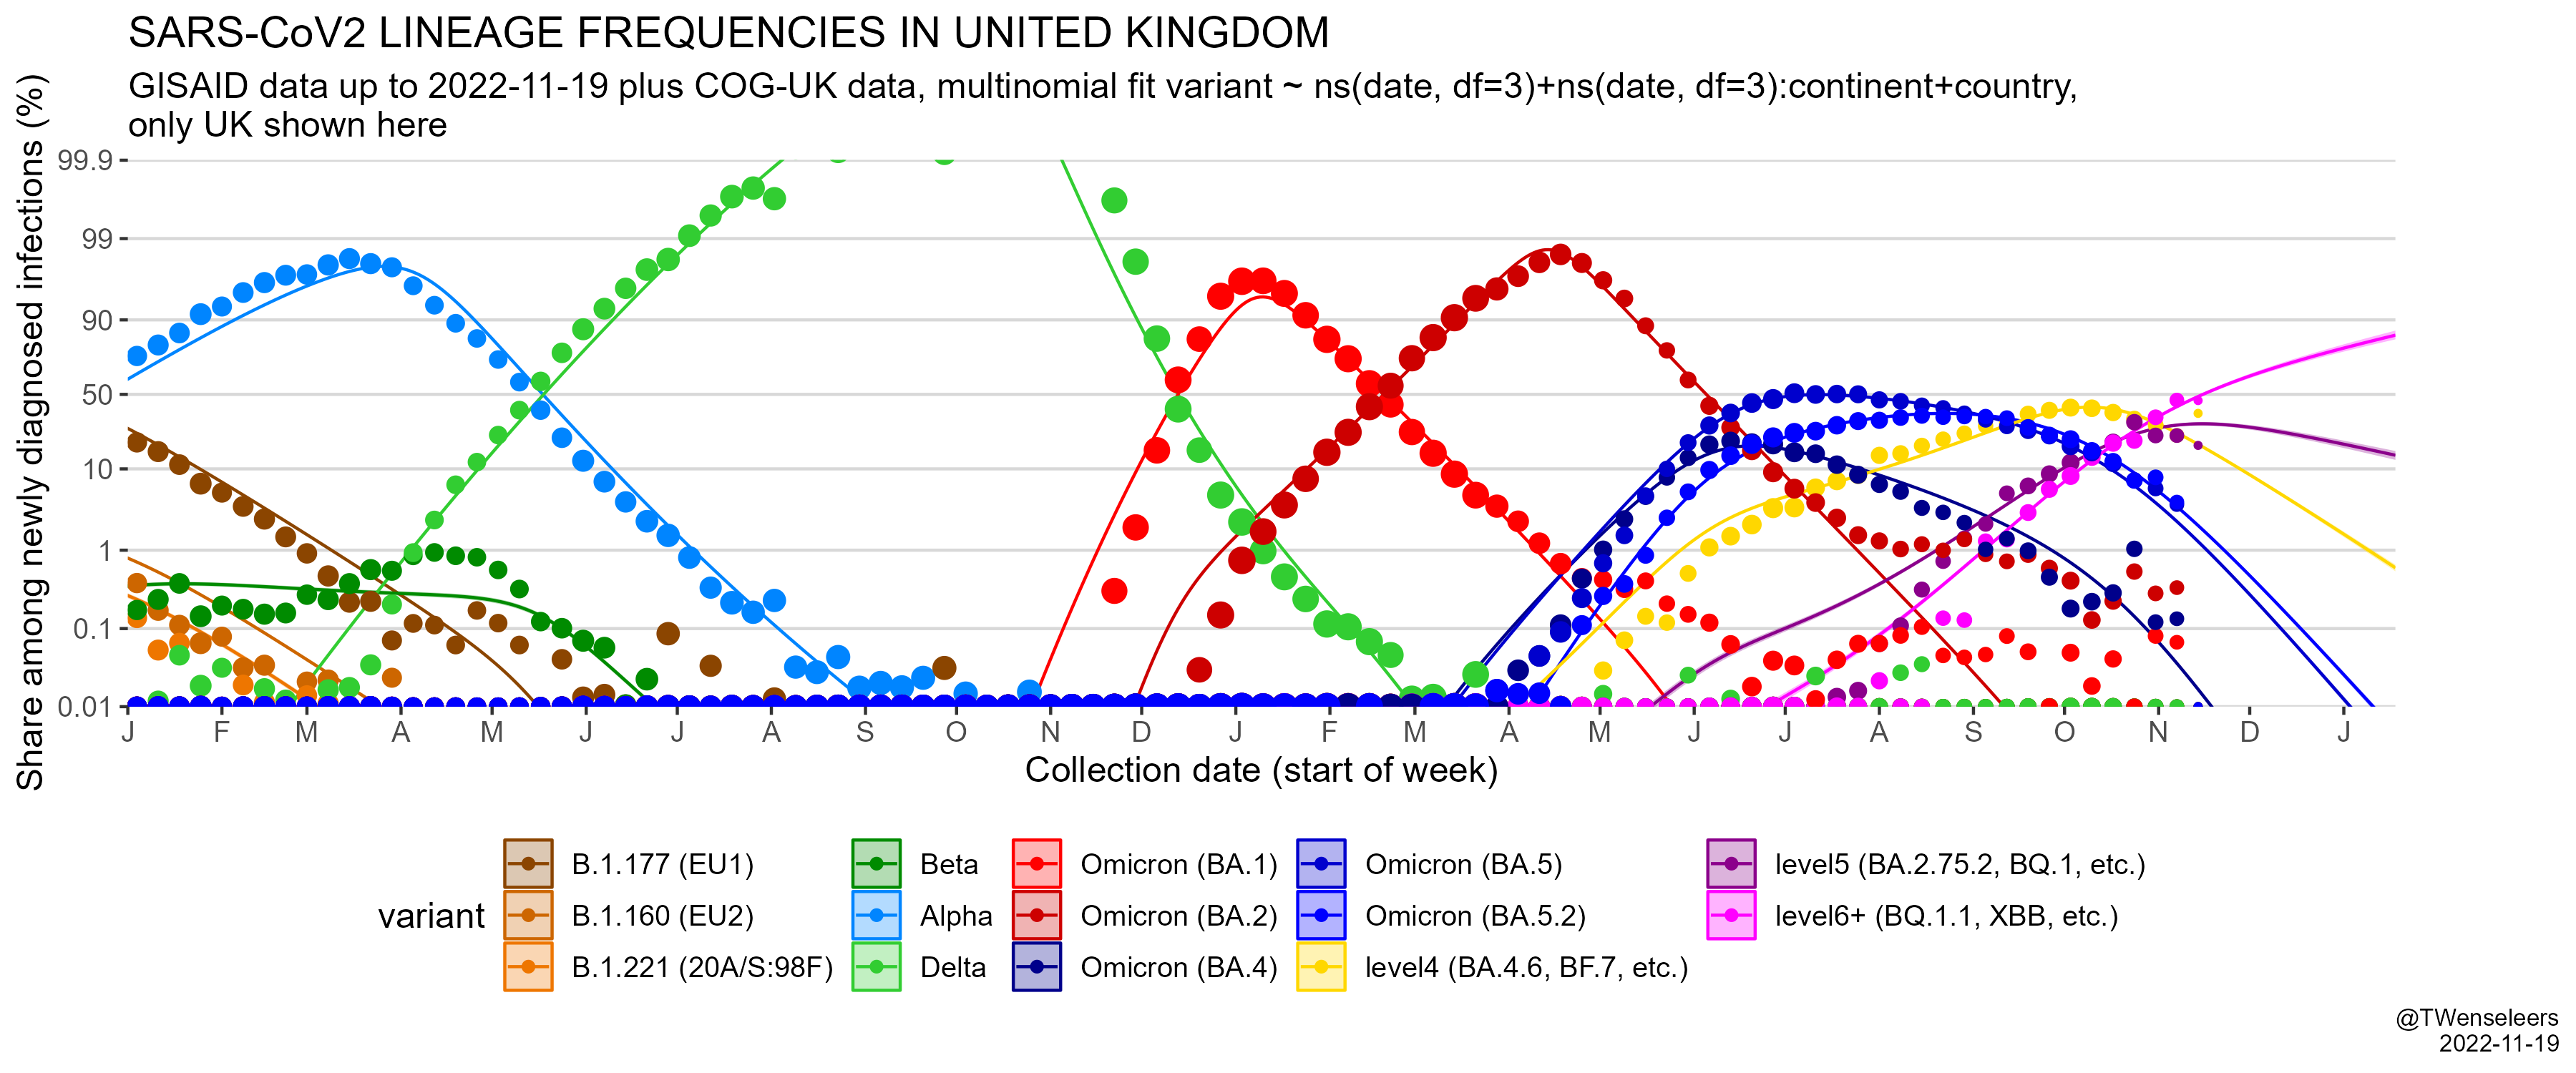 SARS-CoV2 LINEAGE FREQUENCIES IN UNITED KINGDOM
GISAID data up to 2022-11-19 plus COG-UK data, multinomial fit variant ~ ns(date, df=3)+ns(date, df=3):continent+country,
only UK shown here
Share among newly diagnosed infections (%)
99.9
99
90
50
10
1
0.1
0.01
J F M A M J J A S O N D J F M A M J J A S O N D J
Collection date (start of week)
variant
B.1.177 (EU1)
B.1.160 (EU2)
B.1.221 (20A/S:98F)
Beta
Alpha
Delta
Omicron (BA.1)
Omicron (BA.2)
Omicron (BA.4)
Omicron (BA.5)
Omicron (BA.5.2)
level4 (BA.4.6, BF.7, etc.)
level5 (BA.2.75.2, BQ.1, etc.)
level6+ (BQ.1.1, XBB, etc.)
@TWenseleers
2022-11-19